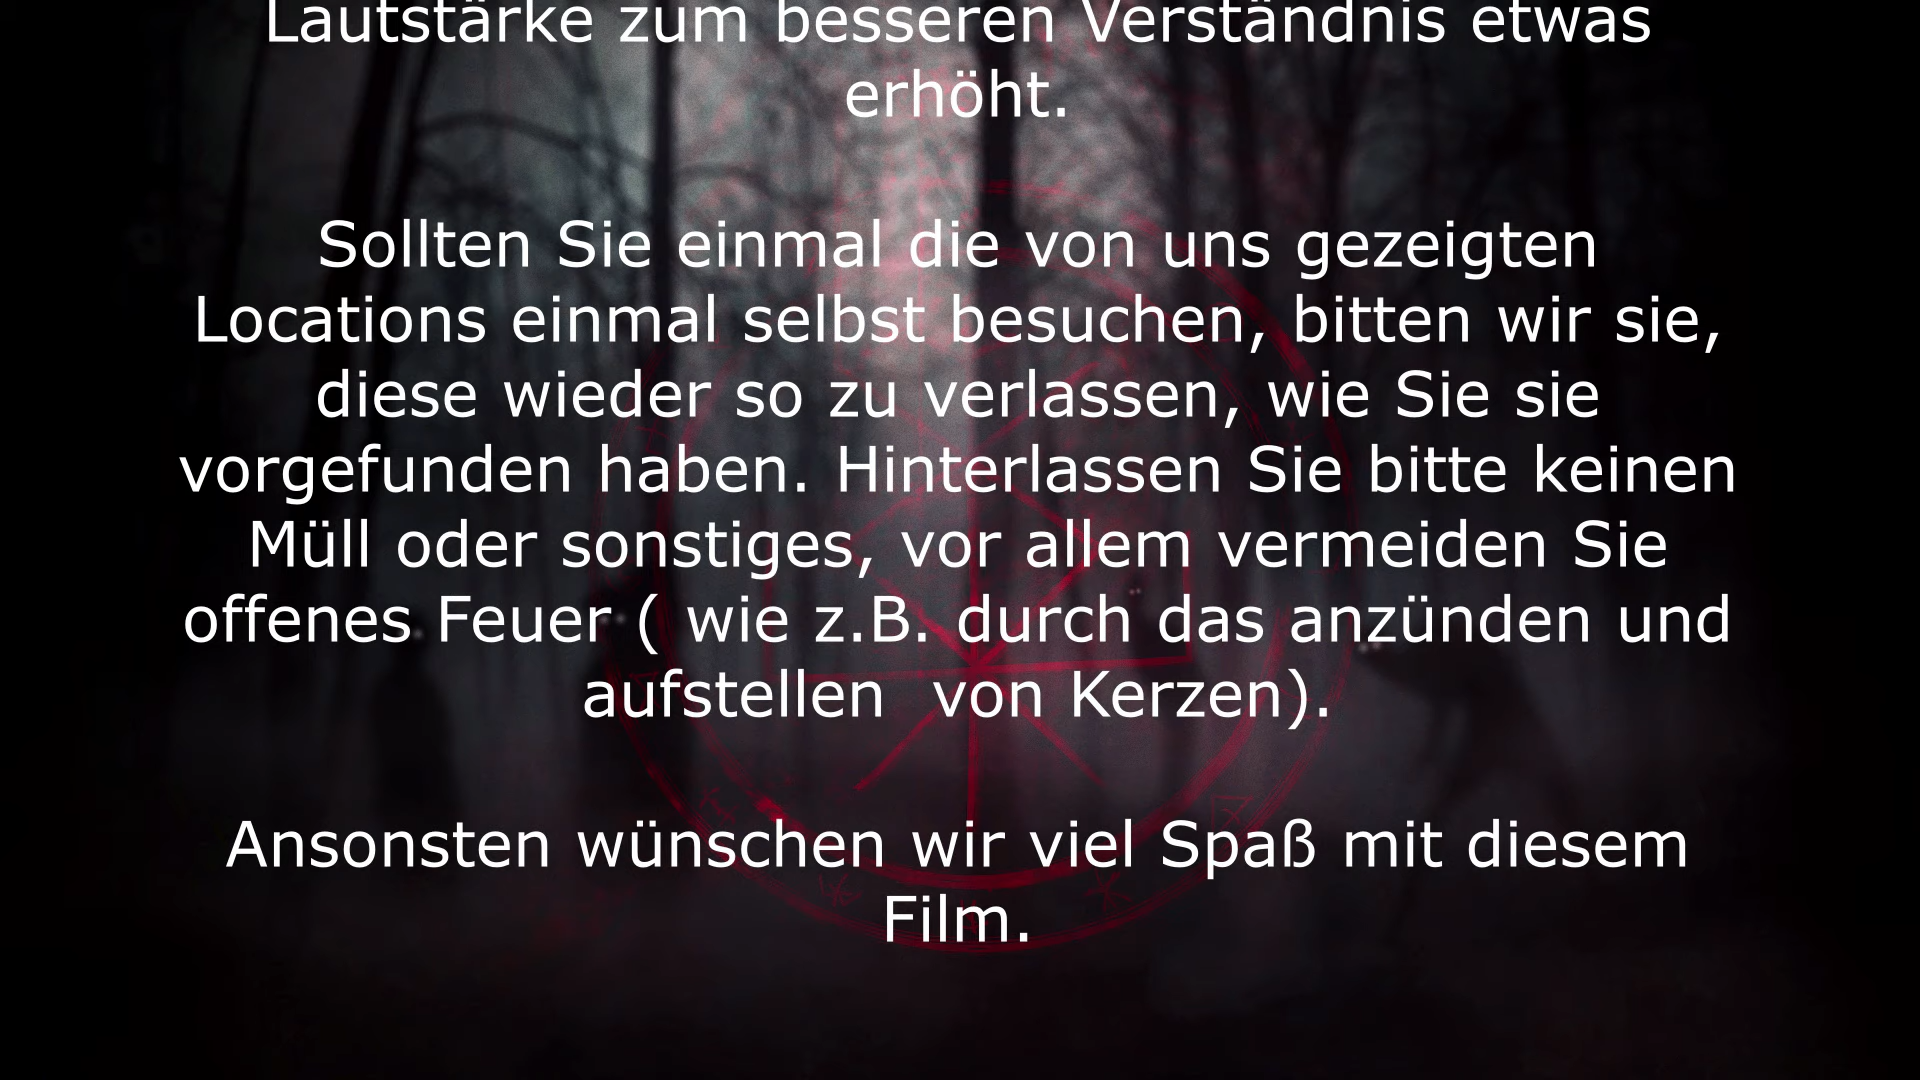 Lautstärke zum besseren Verständnis etwas
erhöht.
Sollten Sie einmal die von uns gezeigten
Locations einmal selbst besuchen, bitten wir sie,
diese wieder so zu verlassen, wie Sie sie
vorgefunden haben. Hinterlassen Sie bitte keinen
Müll oder sonstiges, vor allem vermeiden Sie
offenes Feuer ( wie z.B. durch das anzünden und
aufstellen  von Kerzen).
Ansonsten wünschen wir viel Spaß mit diesem
Film.